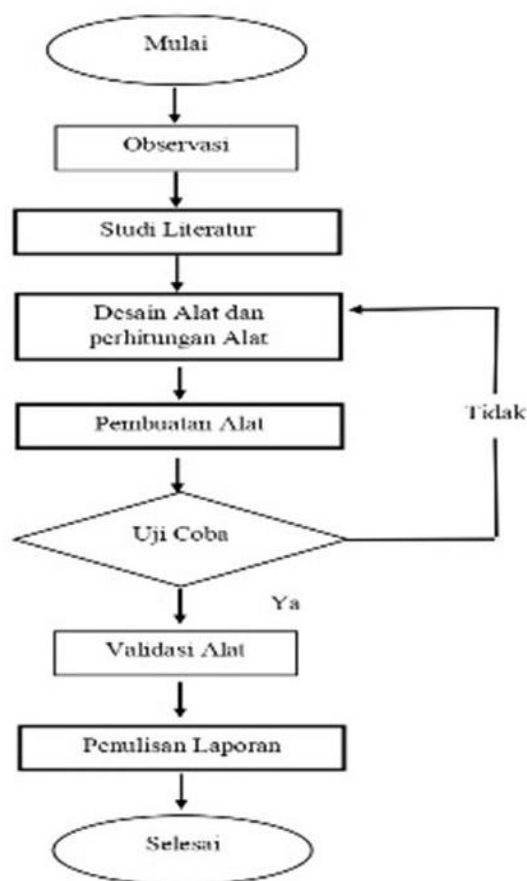 Mulai
Observasi
Studi Literatur
Desain Alat dan
perhitungan Alat
Pembuatan Alat
Tidak
Uji Coba
Ya
Validasi Alat
Penulisan Laporan
Selesai